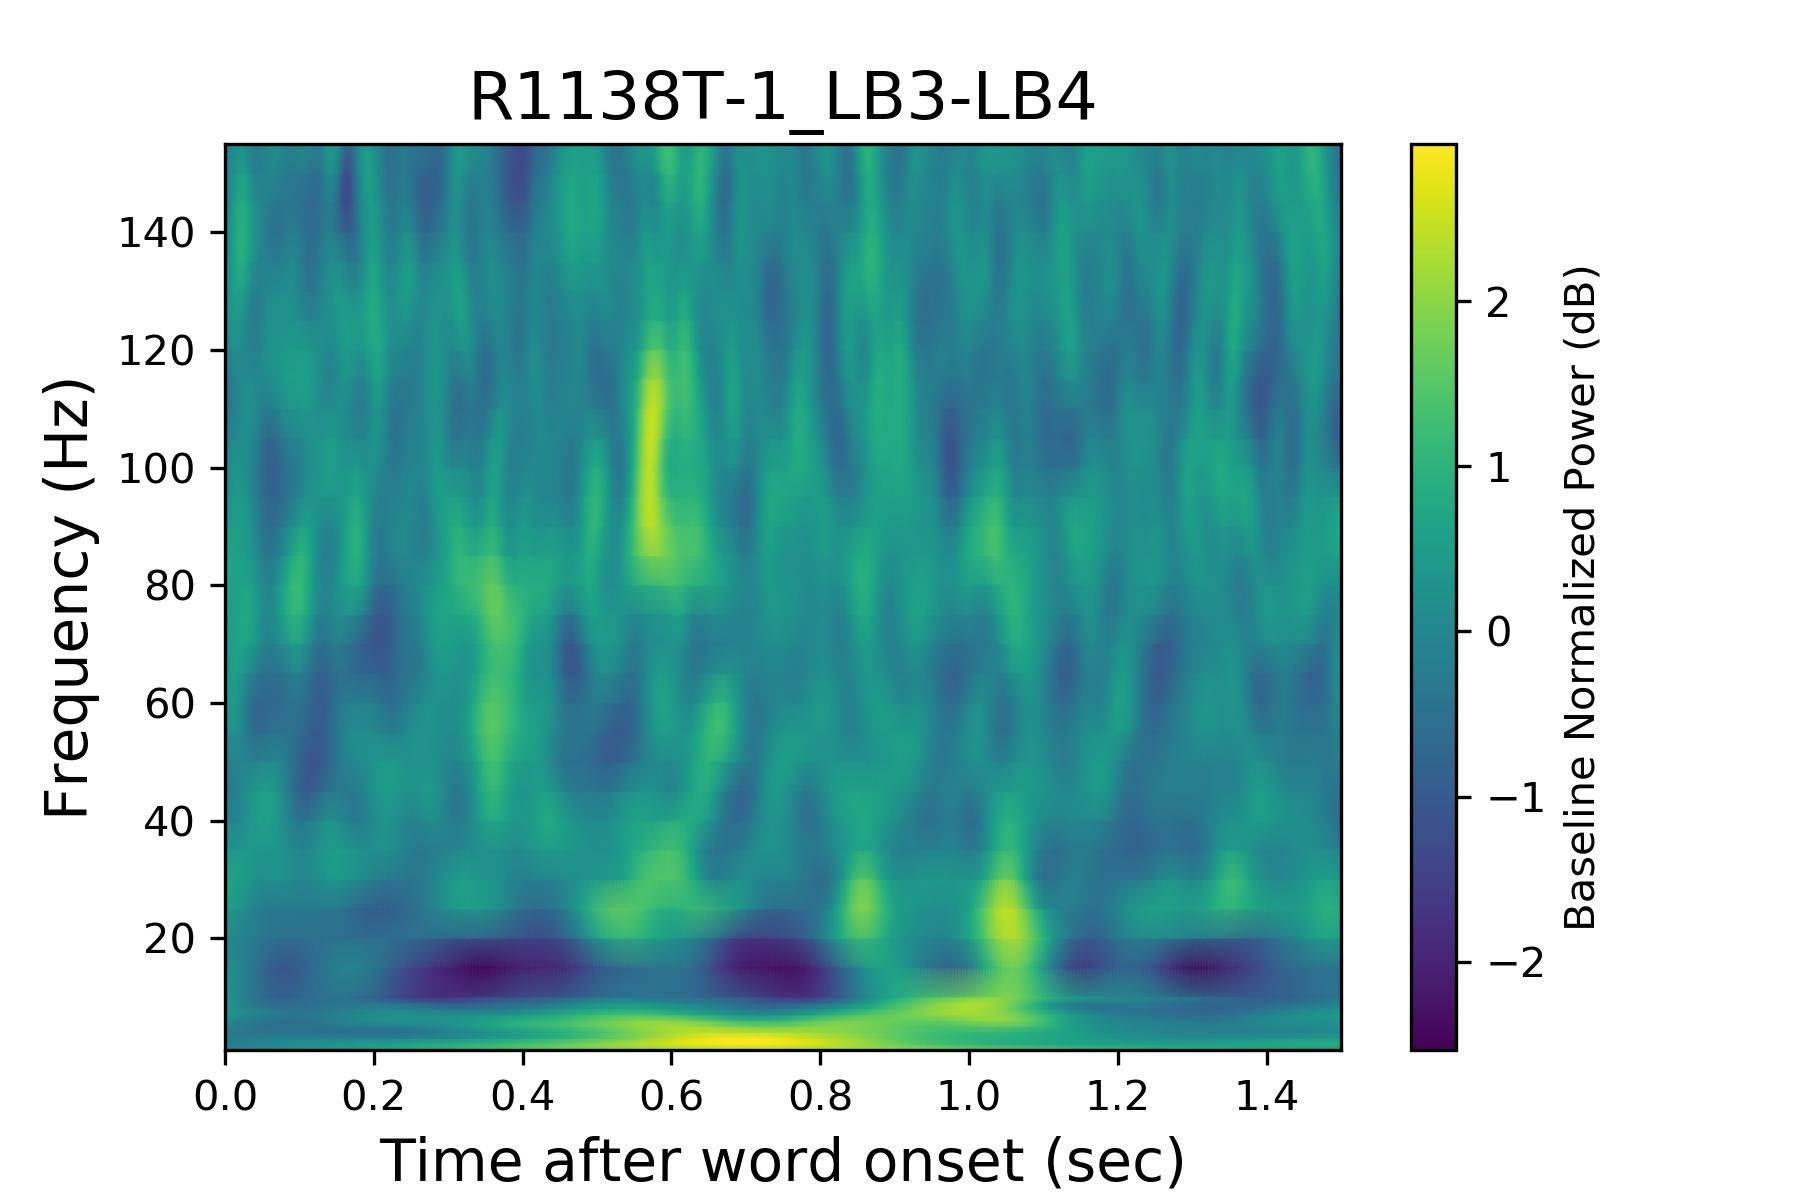 R1138T-1_LB3-LB4
Frequency (Hz)
140
120
100
80
60
40
20
0.0 0.2 0.4 0.6 0.8 1.0 1.2 1.4
Time after word onset (sec)
2
1
0
−1
−2
Baseline Normalized Power (dB)